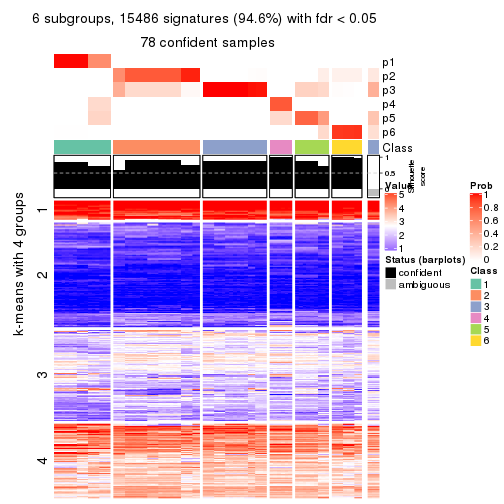 6 subgroups, 15486 signatures (94.6%) with fdr < 0.05
78 confident samples
p1
p2
p3
p4
p5
p6
Class
1
0.5
0
Silhouette
score
k-means with 4 groups
1
2
3
4
Value
5
4
3
2
1
Status (barplots)
confident
ambiguous
Prob
1
0.8
0.6
0.4
0.2
0
Class
1
2
3
4
5
6